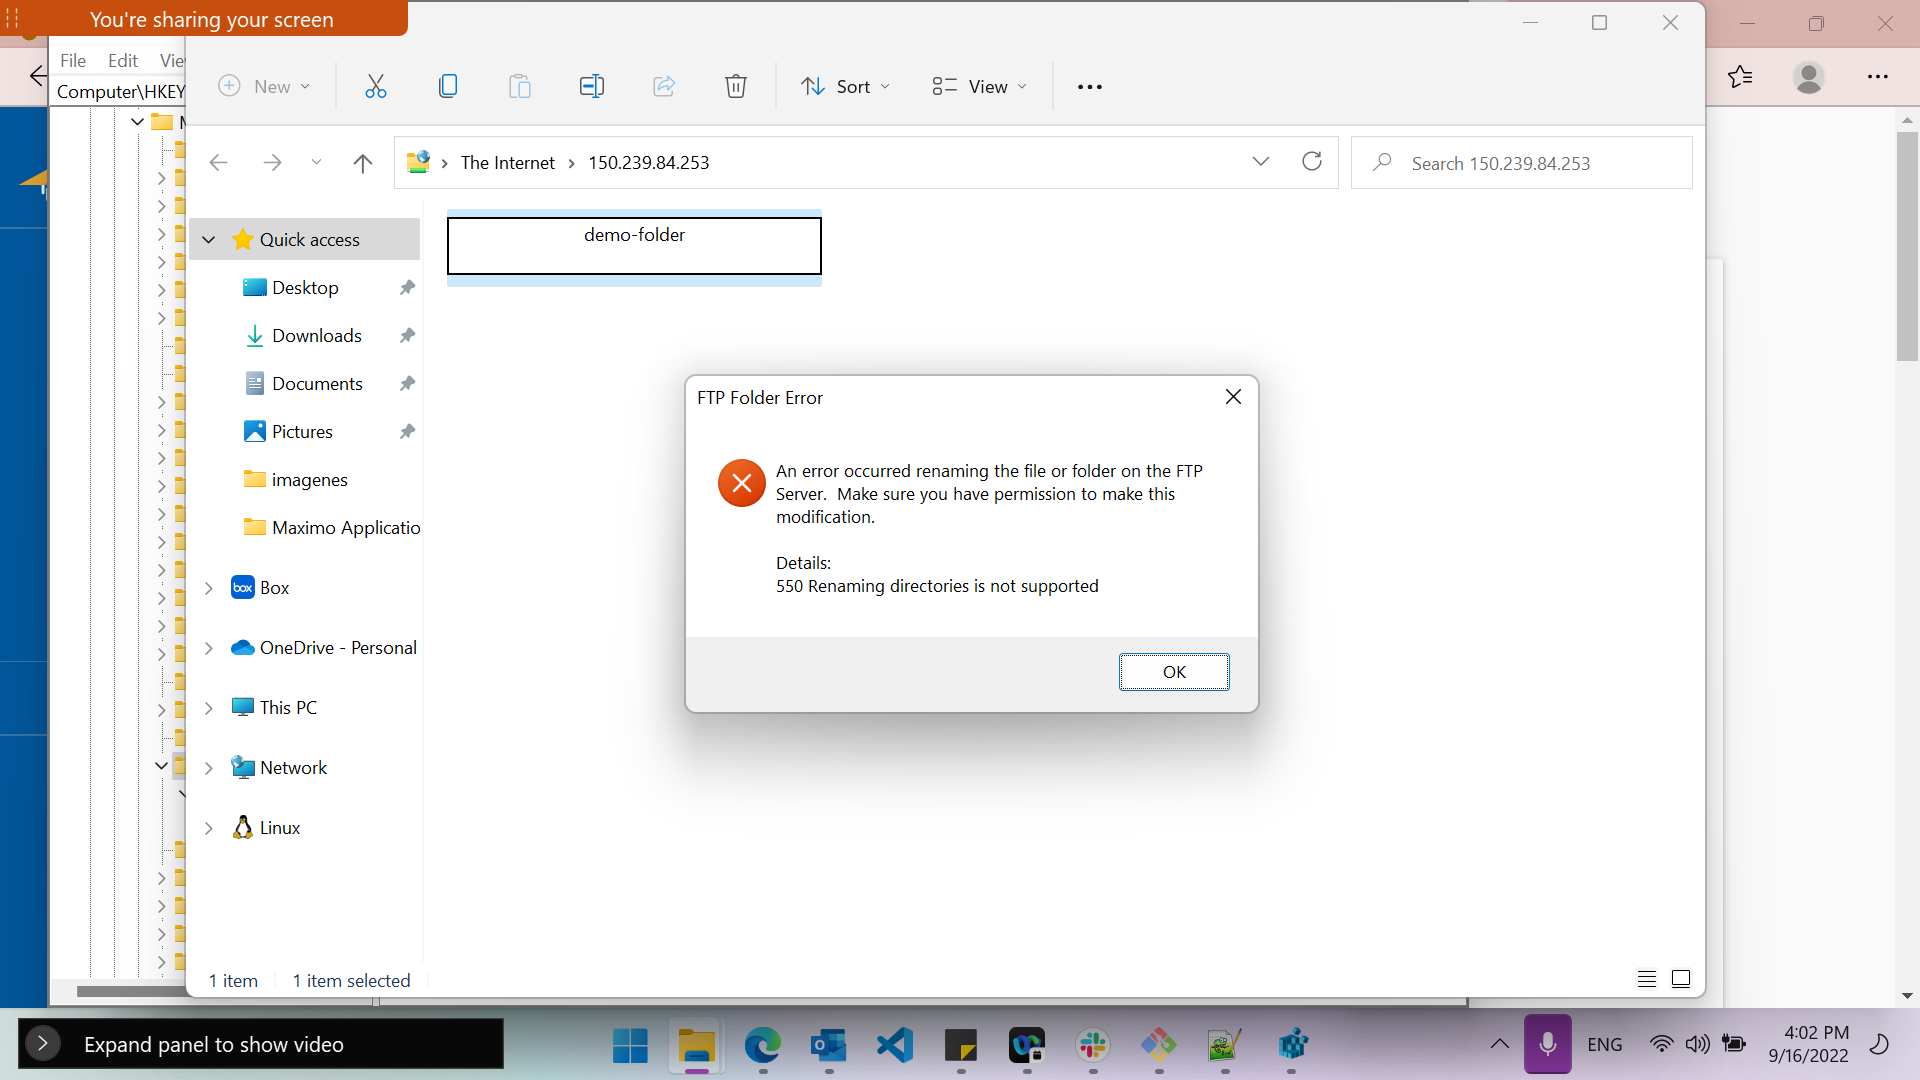 You're sharing your screen
File Edit
Computer\HKEY
New
Sort
View
The Internet
150.239.84.253
Search 150.239.84.253
Quick access
demo-folder
Desktop
Downloads
Documents
Pictures
imagenes
Maximo Applicatio
Box
box
OneDrive - Personal
This PC
Network
Linux
FTP Folder Error
An error occurred renaming the file or folder on the FTP
Server. Make sure you have permission to make this
modification.
Details:
550 Renaming directories is not supported
OK
1 item
1 item selected
Expand panel to show video
ENG
4:02 PM
9/16/2022